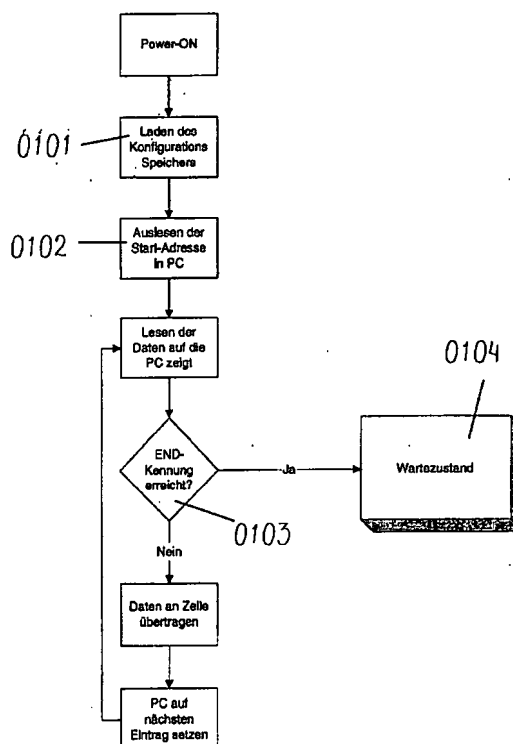 Power-ON
0101
Laden des
Konfigurations
Speichers
0102
Auslesen der
Start-Adresse
in PC
Lesen der
Daten auf die
PC zeigt
0104
END-
Kennung
erreicht?
Ja
Wartezustand
0103
Nein
Daten an Zelle
übertragen
PC auf
nächsten
Eintrag setzen